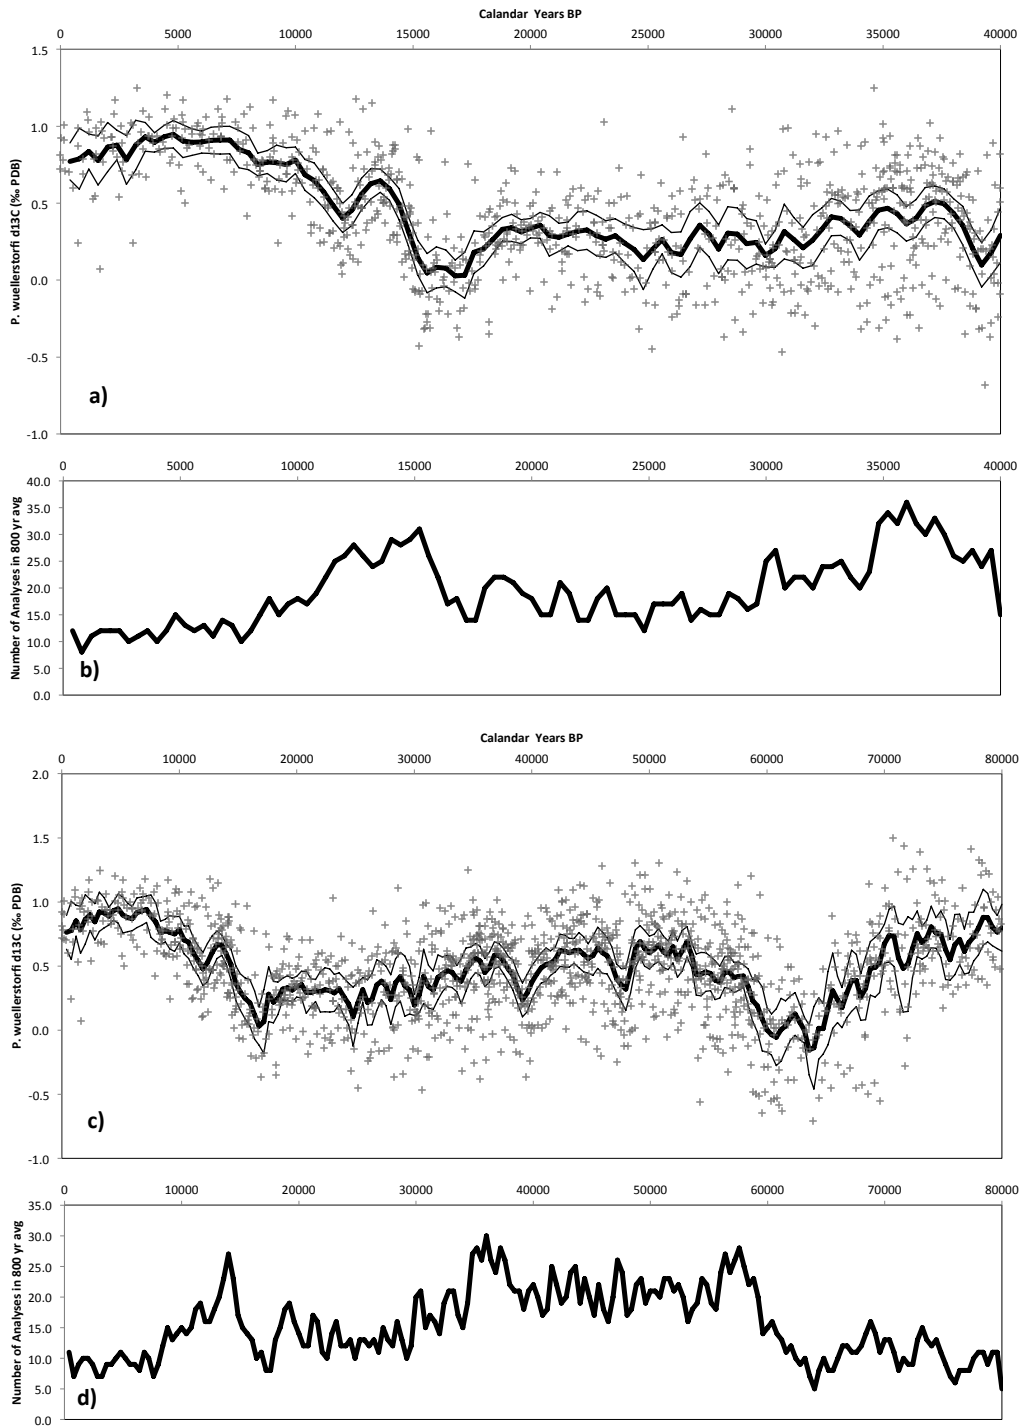 Calandar Years BP
0 5000 10000 15000 20000 25000 30000 35000 40000
1.5
1.0
0.5
0.0
-0.5
-1.0
P. wuellerstorfi d13C (‰ PDB)
a)
0 5000 10000 15000 20000 25000 30000 35000 40000
40.0
35.0
30.0
25.0
20.0
15.0
10.0
5.0
0.0
Number of Analyses in 800 yr avg
b)
Calandar Years BP
0 10000 20000 30000 40000 50000 60000 70000 80000
2.0
1.5
1.0
0.5
0.0
-0.5
-1.0
P. wuellerstorfi d13C (‰ PDB)
c)
0 10000 20000 30000 40000 50000 60000 70000 80000
35.0
30.0
25.0
20.0
15.0
10.0
5.0
0.0
Number of Analyses in 800 yr avg
d)